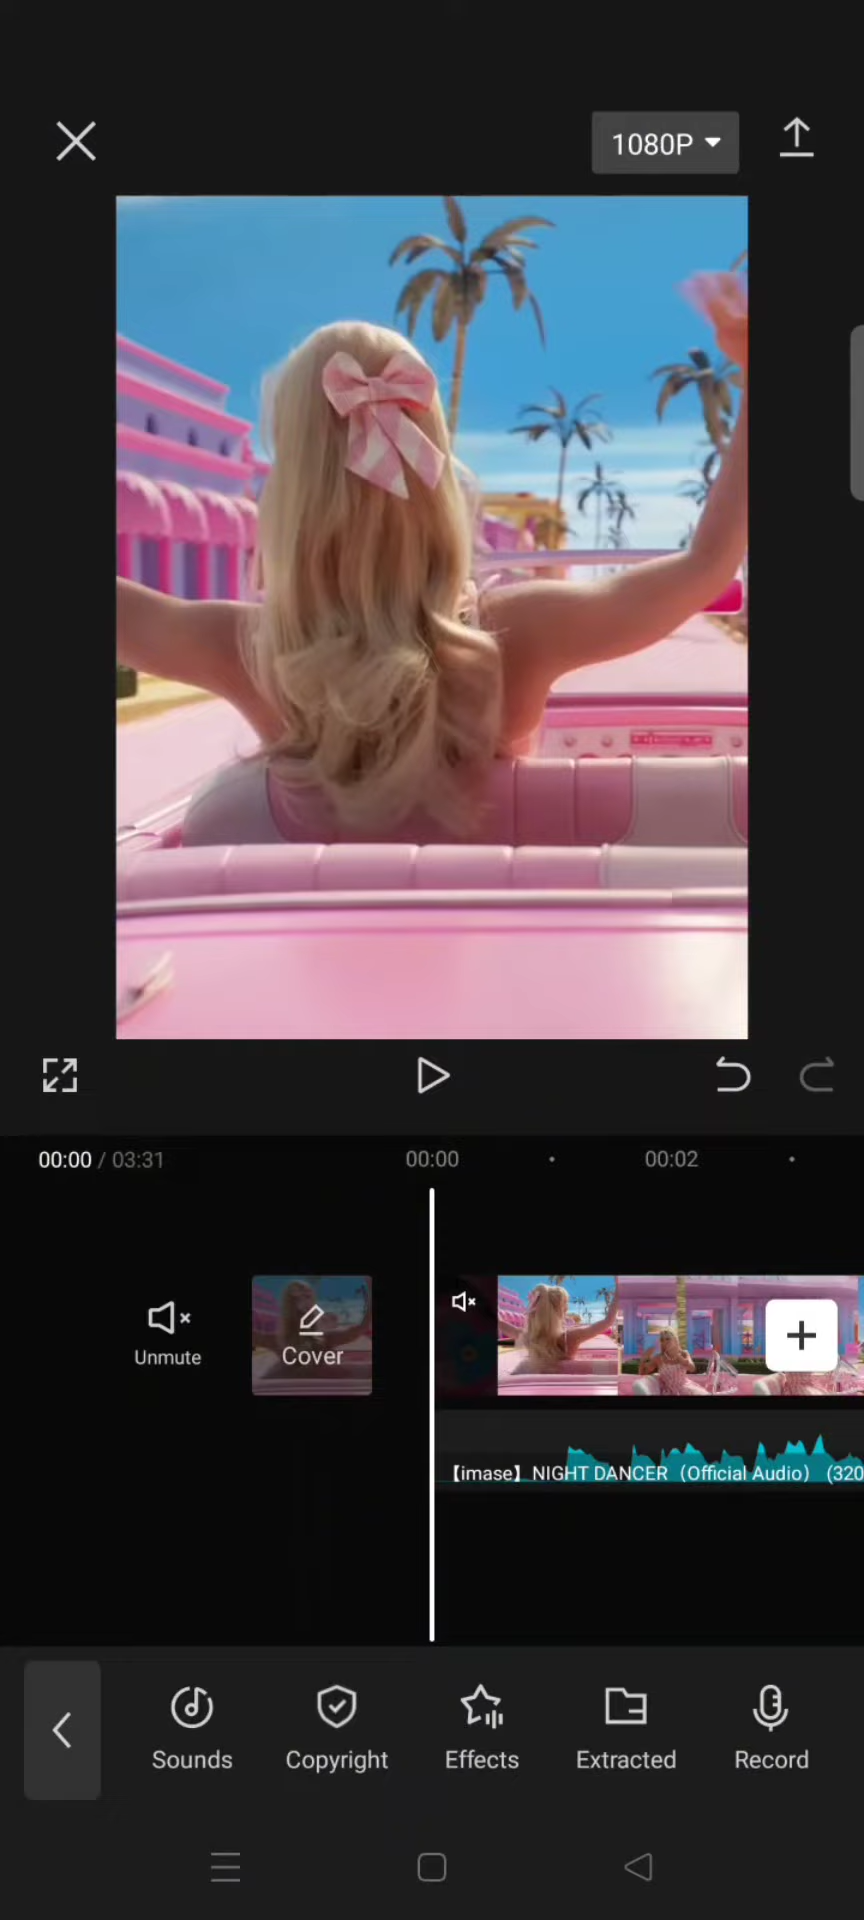 1080P
00:00 / 03:31
00:00
00:02
Unmute
Cover
【imase】NIGHT DANCER（Official Audio） (320
Sounds
Copyright
Effects
Extracted
Record